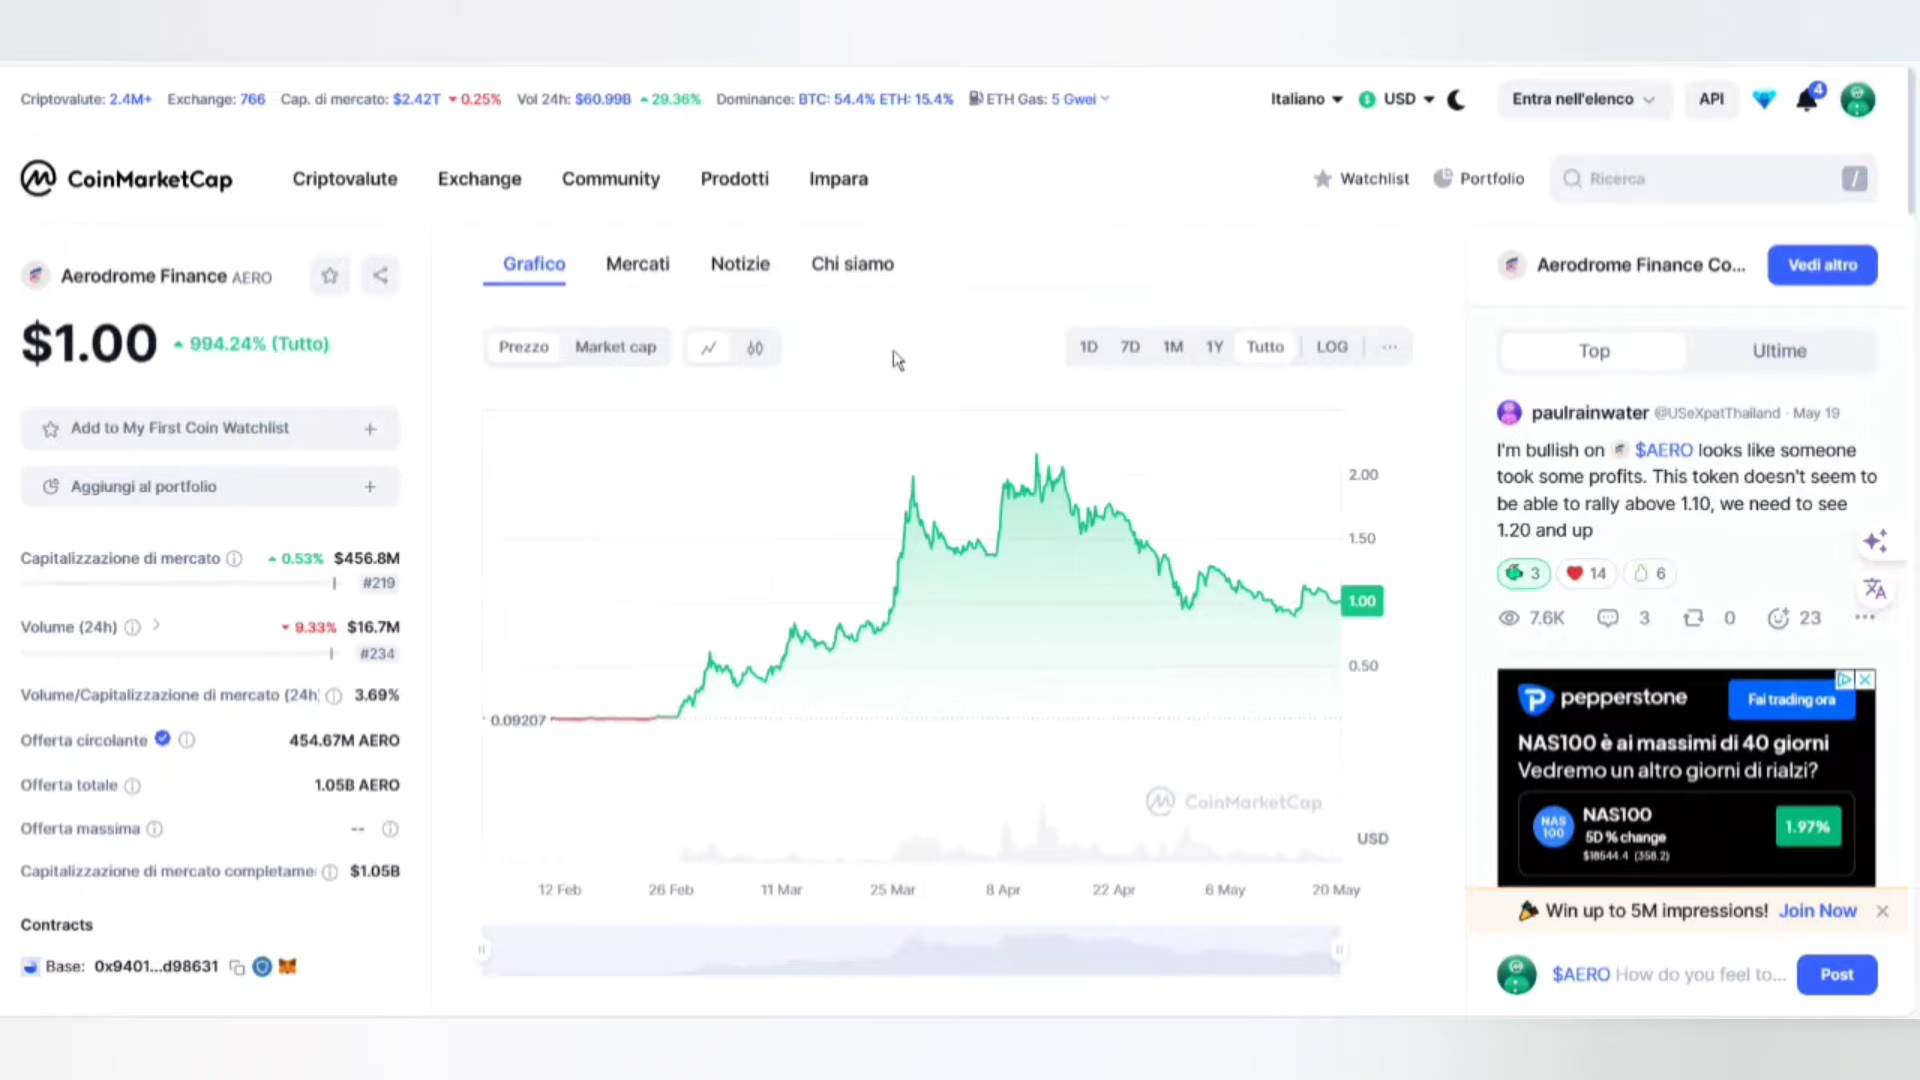 Criptovalute: 2.4M+ Exchange: 766 Cap. di mercato: $2.42T 0.25% Vol 24h: $60.99B 29.36% Dominance: BTC: 54.4% ETH: 15.4% ETH Gas: 5 Gwei
Italiano USD Entra nell'elenco API 4
CoinMarketCap Criptovalute Exchange Community Prodotti Impara Watchlist Portfolio Ricerca /
Aerodrome Finance AERO
$1.00 994.24% (Tutto)
Add to My First Coin Watchlist +
Aggiungi al portfolio +
Capitalizzazione di mercato 0.53% $456.8M
#219
Volume (24h) 9.33% $16.7M
#234
Volume/Capitalizzazione di mercato (24h) 3.69%
Offerta circolante 454.67M AERO
Offerta totale 1.05B AERO
Offerta massima --
Capitalizzazione di mercato completame $1.05B
Contracts
Base: 0x9401...d98631
Grafico Mercati Notizie Chi siamo
Prezzo Market cap
1D 7D 1M 1Y Tutto LOG ...
2.00
1.50
1.00
0.50
0.09207
CoinMarketCap
USD
12 Feb 26 Feb 11 Mar 25 Mar 8 Apr 22 Apr 6 May 20 May
Aerodrome Finance Co... Vedi altro
Top Ultime
paulrainwater @USeXpatThailand · May 19
I'm bullish on $AERO looks like someone
took some profits. This token doesn't seem to
be able to rally above 1.10, we need to see
1.20 and up
3 14 6
7.6K 3 0 23 ...
pepperstone Fai trading ora
NAS100 è ai massimi di 40 giorni
Vedremo un altro giorni di rialzi?
NAS 100
NAS100
5D % change
$18544.4 (358.2)
1.97%
Win up to 5M impressions! Join Now
$AERO How do you feel to... Post